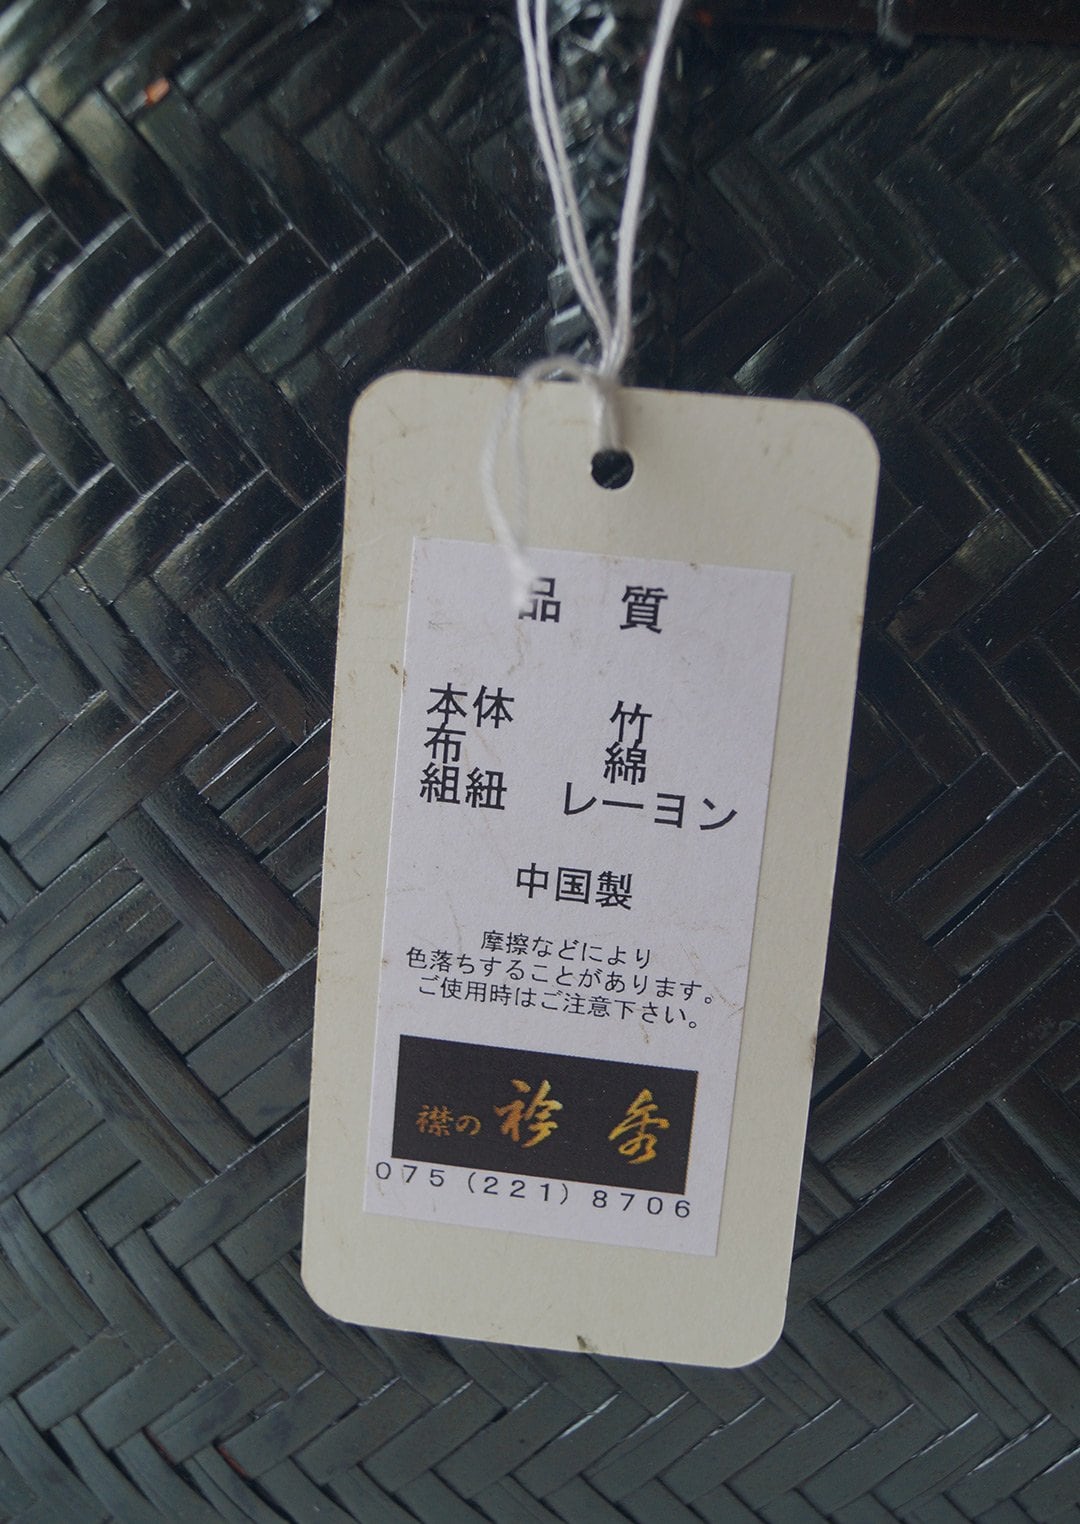 品　質
本体　竹
布　綿
組紐　レーヨン
中国製
摩擦などにより
色落ちすることがあります。
ご使用時はご注意下さい。
襟の 衿 秀
075(221)8706